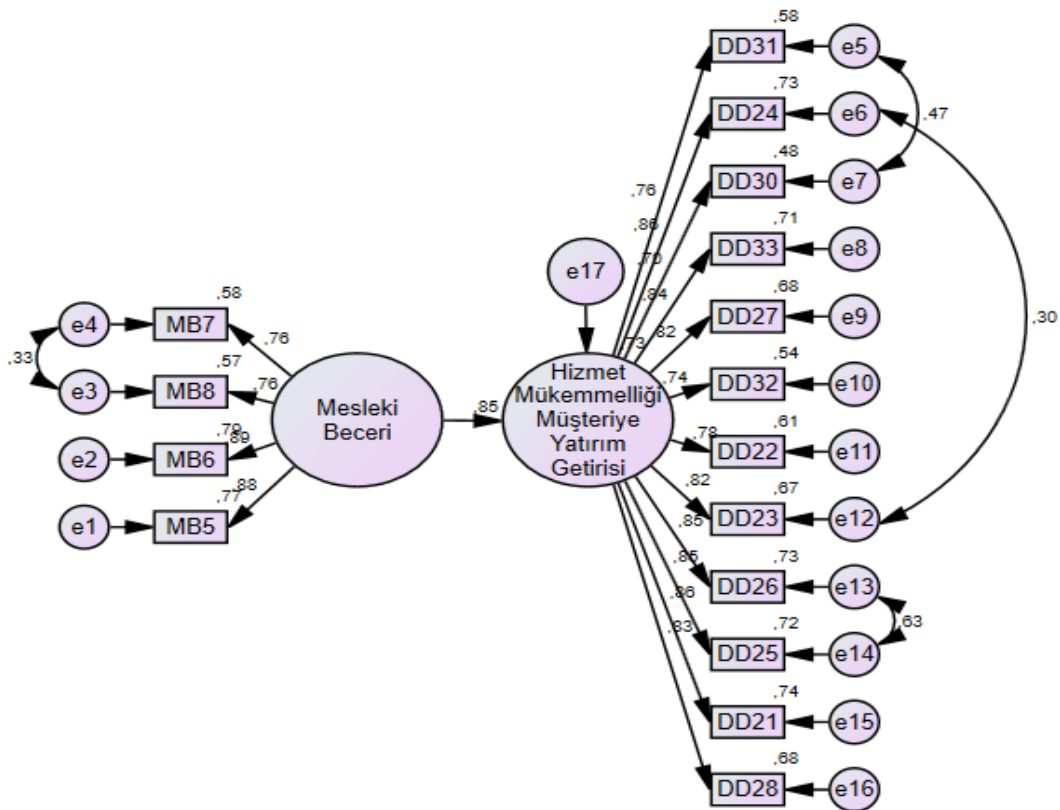 ,58
DD31
e5
,73
DD24
e6
,47
,48
DD30
e7
,76
,86
,70
,71
DD33
e8
e17
,84
,68
DD27
e9
,30
,82
,73
,58
e4
MB7
,76
,54
DD32
e10
,74
,33
,57
e3
MB8
,76
Mesleki
Beceri
,85
Hizmet
Mükemmelliği
Müşteriye
Yatırım
Getirisi
,61
DD22
e11
,78
,79
e2
MB6
,89
,67
DD23
e12
,82
,77
e1
MB5
,88
,85
,73
DD26
e13
,85
,63
,72
DD25
e14
,86
,83
,74
DD21
e15
,68
DD28
e16